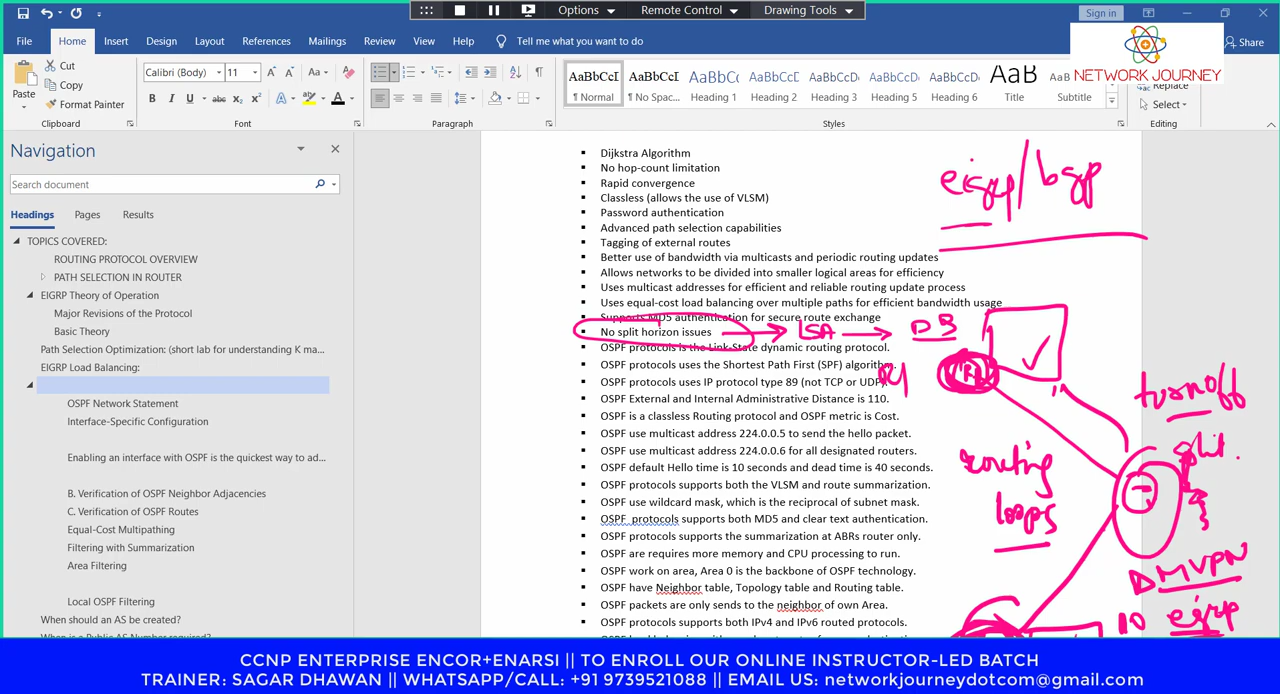 Options
Remote Control
Drawing Tools
Sign in
File
Home
Insert
Design
Layout
References
Mailings
Review
View
Help
Tell me what you want to do
Share
NETWORK JOURNEY
Paste
Cut
Copy
Format Painter
Calibri (Body)
11
Aa
B I U abc x₂ x² A
AaBbCcI
¶ Normal
AaBbCcI
¶ No Spac...
AaBbC(
Heading 1
AaBbCcI
Heading 2
AaBbCcD
Heading 3
AaBbCcI
Heading 5
AaBbCcD
Heading 6
AaB
Title
Subtitle
Replace
Select
Clipboard
Font
Paragraph
Styles
Editing
Navigation
Search document
Headings
Pages
Results
TOPICS COVERED:
ROUTING PROTOCOL OVERVIEW
PATH SELECTION IN ROUTER
EIGRP Theory of Operation
Major Revisions of the Protocol
Basic Theory
Path Selection Optimization: (short lab for understanding K ma...
EIGRP Load Balancing:
OSPF Network Statement
Interface-Specific Configuration
Enabling an interface with OSPF is the quickest way to ad...
B. Verification of OSPF Neighbor Adjacencies
C. Verification of OSPF Routes
Equal-Cost Multipathing
Filtering with Summarization
Area Filtering
Local OSPF Filtering
When should an AS be created?
When is a Public AS Number required?
Dijkstra Algorithm
No hop-count limitation
Rapid convergence
Classless (allows the use of VLSM)
Password authentication
Advanced path selection capabilities
Tagging of external routes
Better use of bandwidth via multicasts and periodic routing updates
Allows networks to be divided into smaller logical areas for efficiency
Uses multicast addresses for efficient and reliable routing update process
Uses equal-cost load balancing over multiple paths for efficient bandwidth usage
Supports MD5 authentication for secure route exchange
No split horizon issues
OSPF protocols is the Link-State dynamic routing protocol.
OSPF protocols uses the Shortest Path First (SPF) algorithm.
OSPF protocols uses IP protocol type 89 (not TCP or UDP).
OSPF External and Internal Administrative Distance is 110.
OSPF is a classless Routing protocol and OSPF metric is Cost.
OSPF use multicast address 224.0.0.5 to send the hello packet.
OSPF use multicast address 224.0.0.6 for all designated routers.
OSPF default Hello time is 10 seconds and dead time is 40 seconds.
OSPF protocols supports both the VLSM and route summarization.
OSPF use wildcard mask, which is the reciprocal of subnet mask.
OSPF protocols supports both MD5 and clear text authentication.
OSPF protocols supports the summarization at ABRs router only.
OSPF are requires more memory and CPU processing to run.
OSPF work on area, Area 0 is the backbone of OSPF technology.
OSPF have Neighbor table, Topology table and Routing table.
OSPF packets are only sends to the neighbor of own Area.
OSPF protocols supports both IPv4 and IPv6 routed protocols.
eigrp/bgp
LSA → DB
turnoff
split.
routing
loops
DMVPN
no eigrp
CCNP ENTERPRISE ENCOR+ENARSI || TO ENROLL OUR ONLINE INSTRUCTOR-LED BATCH
TRAINER: SAGAR DHAWAN || WHATSAPP/CALL: +91 9739521088 || EMAIL US: networkjourneydotcom@gmail.com